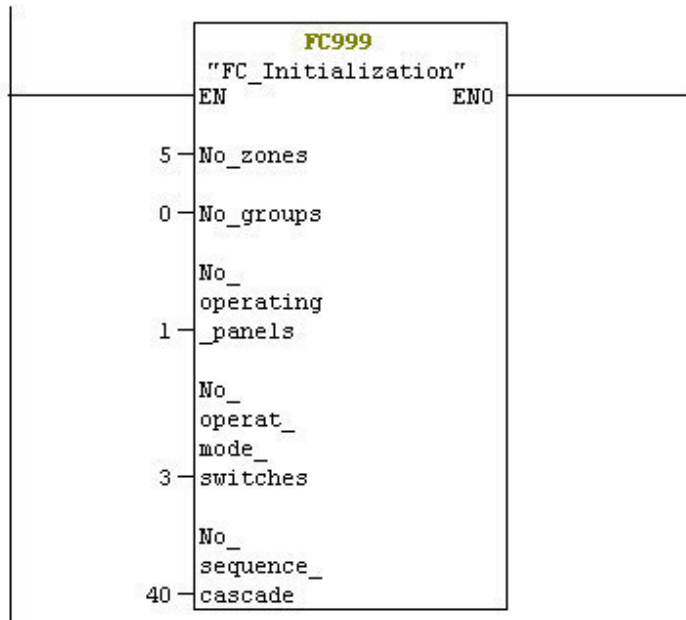 FC999
"FC_Initialization"
EN ENO
5 No_zones
0 No_groups
No_
operating
1 _panels
No_
operat_
mode_
3 switches
No_
sequence_
40 cascade